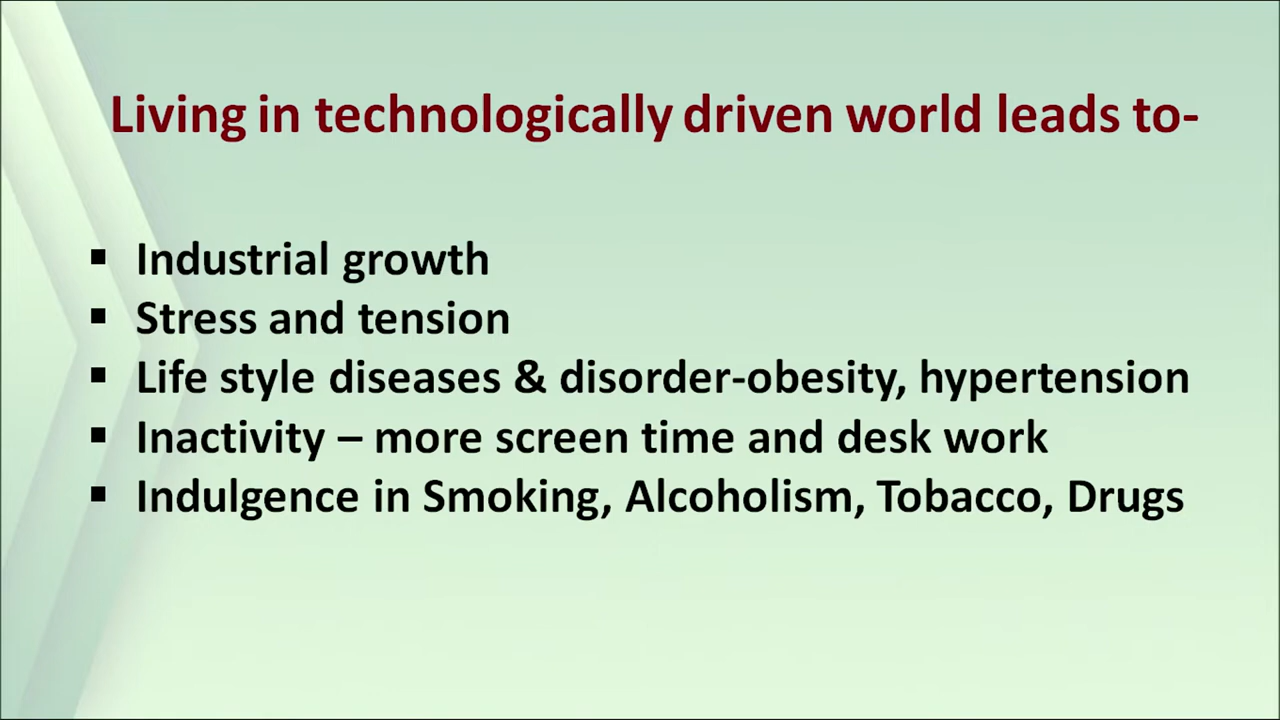 Living in technologically driven world leads to-
▪ Industrial growth
▪ Stress and tension
▪ Life style diseases & disorder-obesity, hypertension
▪ Inactivity – more screen time and desk work
▪ Indulgence in Smoking, Alcoholism, Tobacco, Drugs